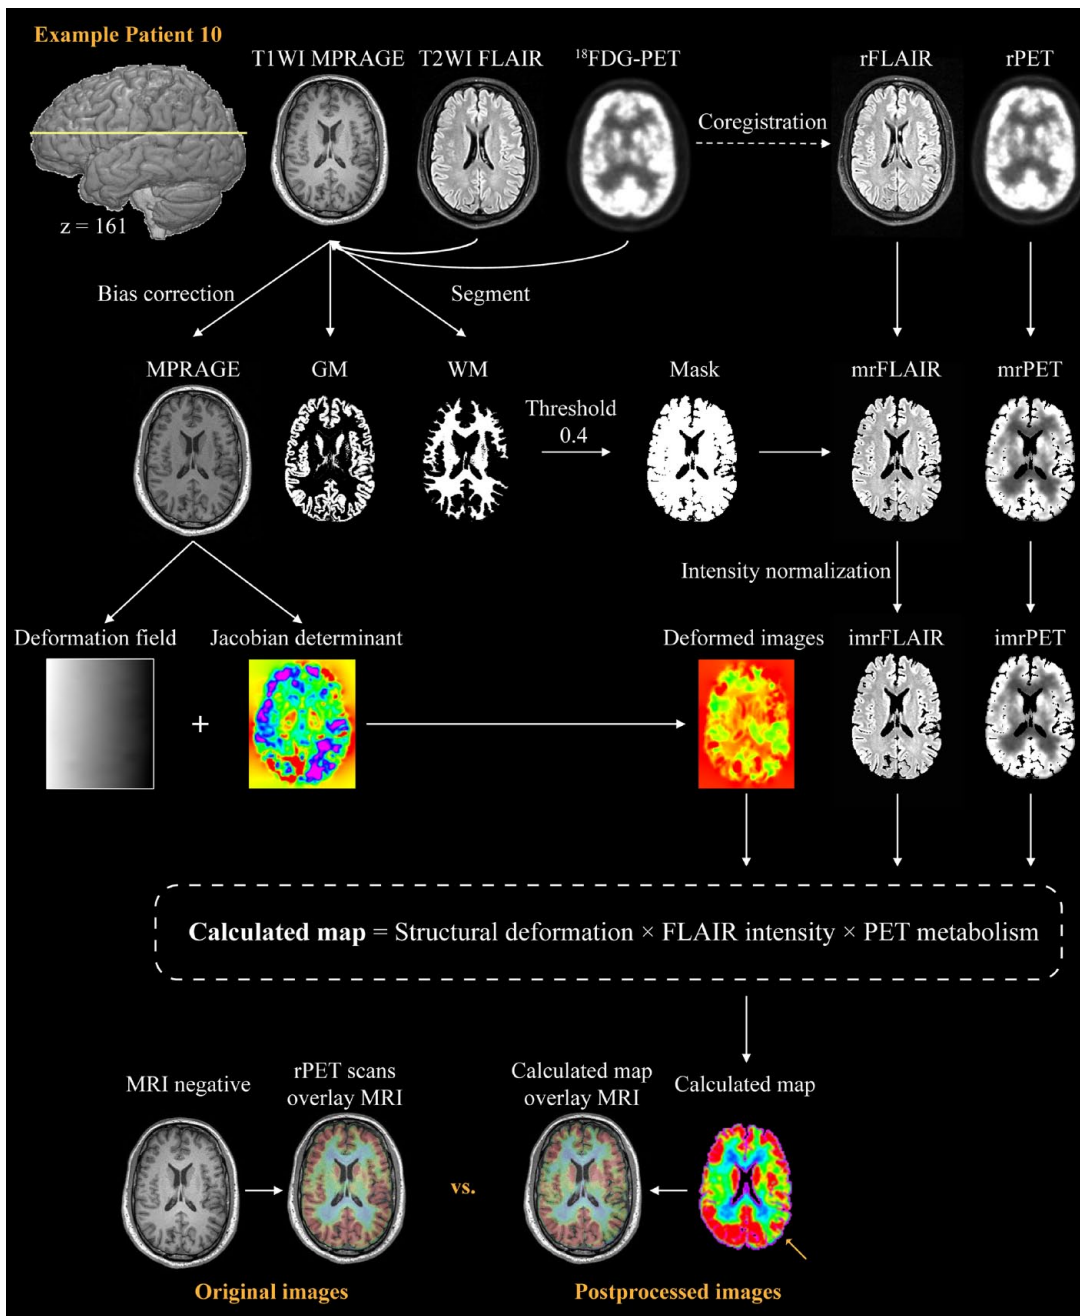 Example Patient 10
T1WI MPRAGE
T2WI FLAIR
¹⁸FDG-PET
rFLAIR
rPET
Coregistration
z = 161
Bias correction
Segment
MPRAGE
GM
WM
Mask
mrFLAIR
mrPET
Threshold
0.4
Intensity normalization
Deformation field
Jacobian determinant
Deformed images
imrFLAIR
imrPET
+
Calculated map = Structural deformation × FLAIR intensity × PET metabolism
MRI negative
rPET scans
overlay MRI
Calculated map
overlay MRI
Calculated map
vs.
Original images
Postprocessed images